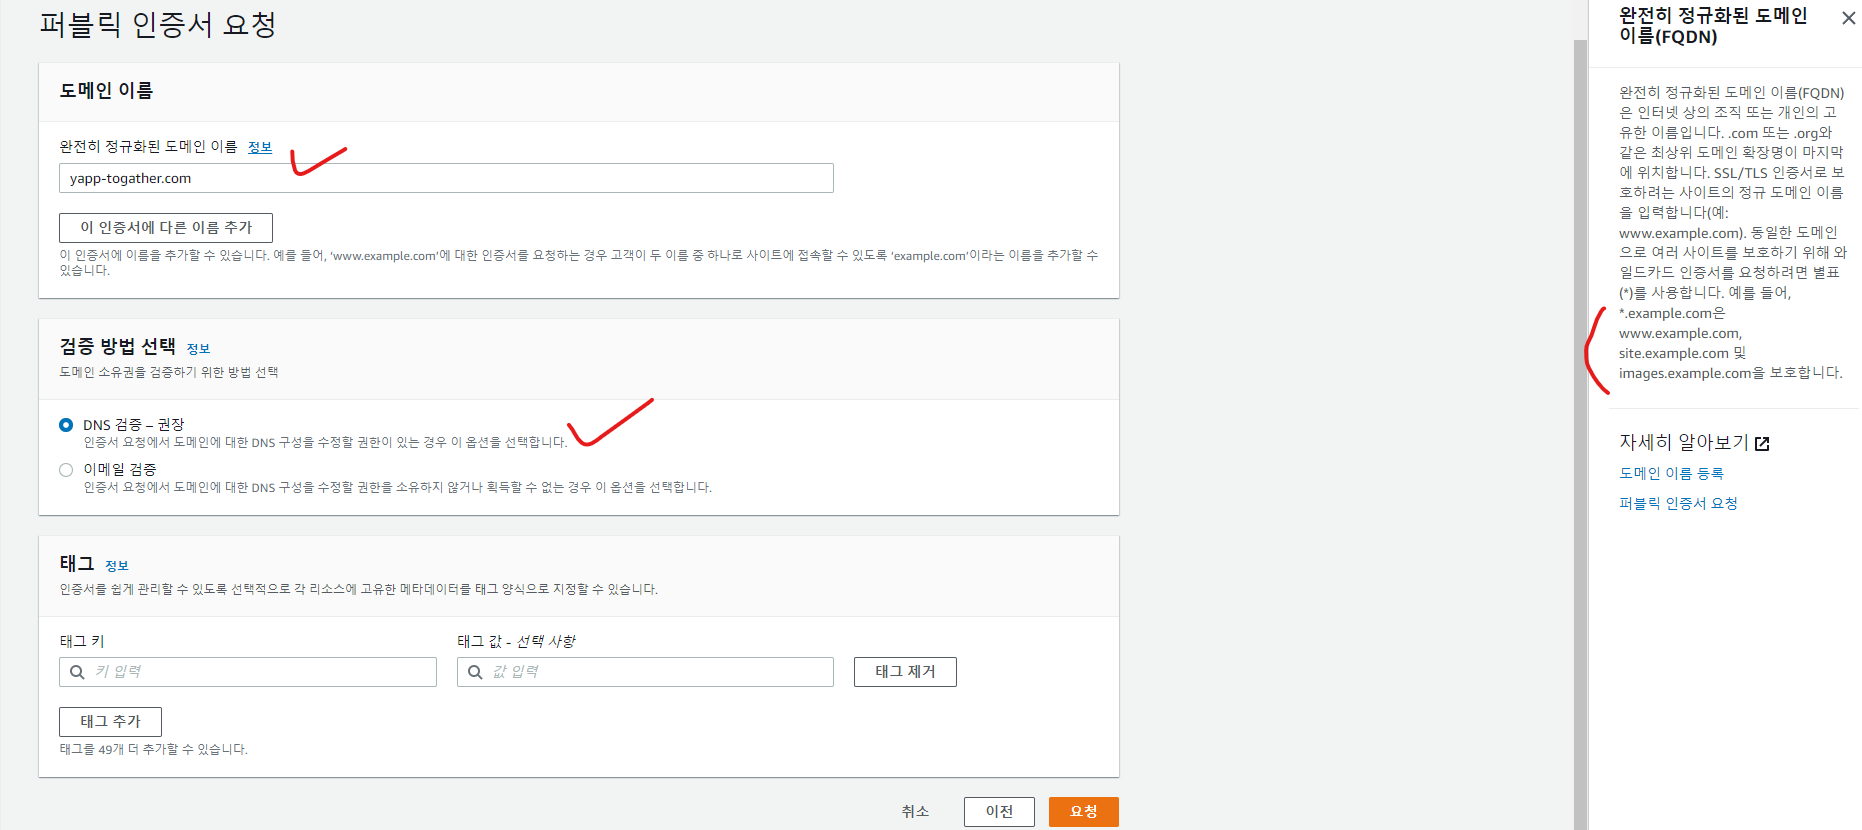 퍼블릭 인증서 요청
도메인 이름
완전히 정규화된 도메인 이름 정보
yapp-togather.com
이 인증서에 다른 이름 추가
이 인증서에 이름을 추가할 수 있습니다. 예를 들어, ‘www.example.com’에 대한 인증서를 요청하는 경우 고객이 두 이름 중 하나로 사이트에 접속할 수 있도록 ‘example.com’이라는 이름을 추가할 수
있습니다.
검증 방법 선택 정보
도메인 소유권을 검증하기 위한 방법 선택
DNS 검증 – 권장
인증서 요청에서 도메인에 대한 DNS 구성을 수정할 권한이 있는 경우 이 옵션을 선택합니다.
이메일 검증
인증서 요청에서 도메인에 대한 DNS 구성을 수정할 권한을 소유하지 않거나 획득할 수 없는 경우 이 옵션을 선택합니다.
태그 정보
인증서를 쉽게 관리할 수 있도록 선택적으로 각 리소스에 고유한 메타데이터를 태그 양식으로 지정할 수 있습니다.
태그 키
태그 값 - 선택 사항
키 입력
값 입력
태그 제거
태그 추가
태그를 49개 더 추가할 수 있습니다.
취소
이전
요청
완전히 정규화된 도메인
이름(FQDN)
완전히 정규화된 도메인 이름(FQDN)
은 인터넷 상의 조직 또는 개인의 고
유한 이름입니다. .com 또는 .org와
같은 최상위 도메인 확장명이 마지막
에 위치합니다. SSL/TLS 인증서로 보
호하려는 사이트의 정규 도메인 이름
을 입력합니다(예:
www.example.com). 동일한 도메인
으로 여러 사이트를 보호하기 위해 와
일드카드 인증서를 요청하려면 별표
(*)를 사용합니다. 예를 들어,
*.example.com은
www.example.com,
site.example.com 및
images.example.com을 보호합니다.
자세히 알아보기
도메인 이름 등록
퍼블릭 인증서 요청